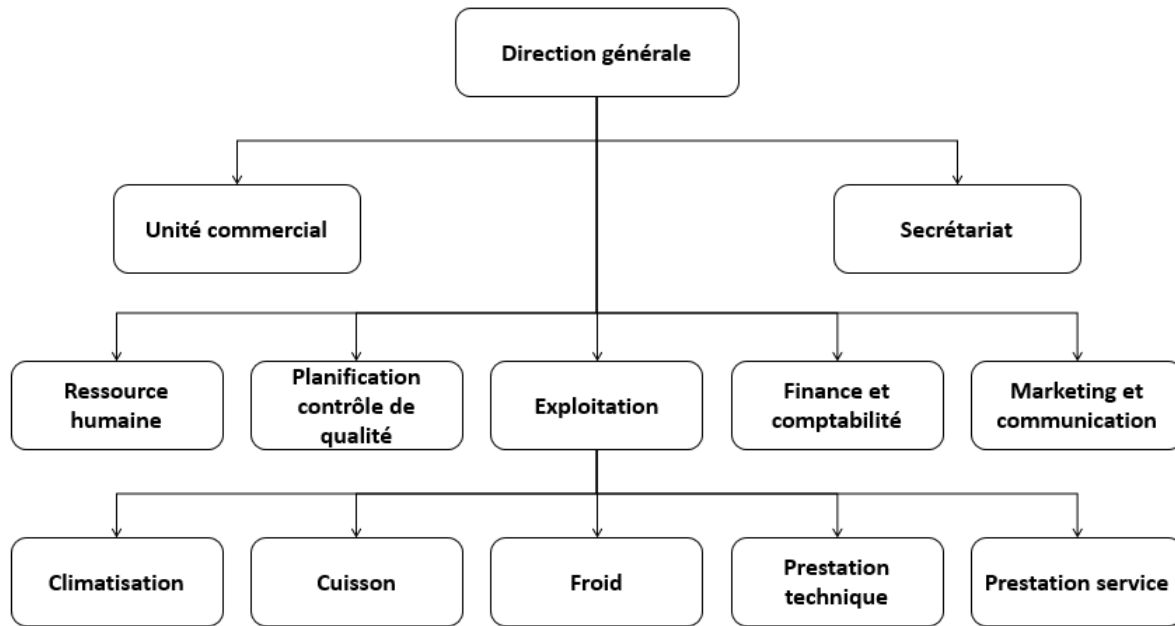 Direction générale
Unité commercial
Secrétariat
Ressource
humaine
Planification
contrôle de
qualité
Exploitation
Finance et
comptabilité
Marketing et
communication
Climatisation
Cuisson
Froid
Prestation
technique
Prestation service